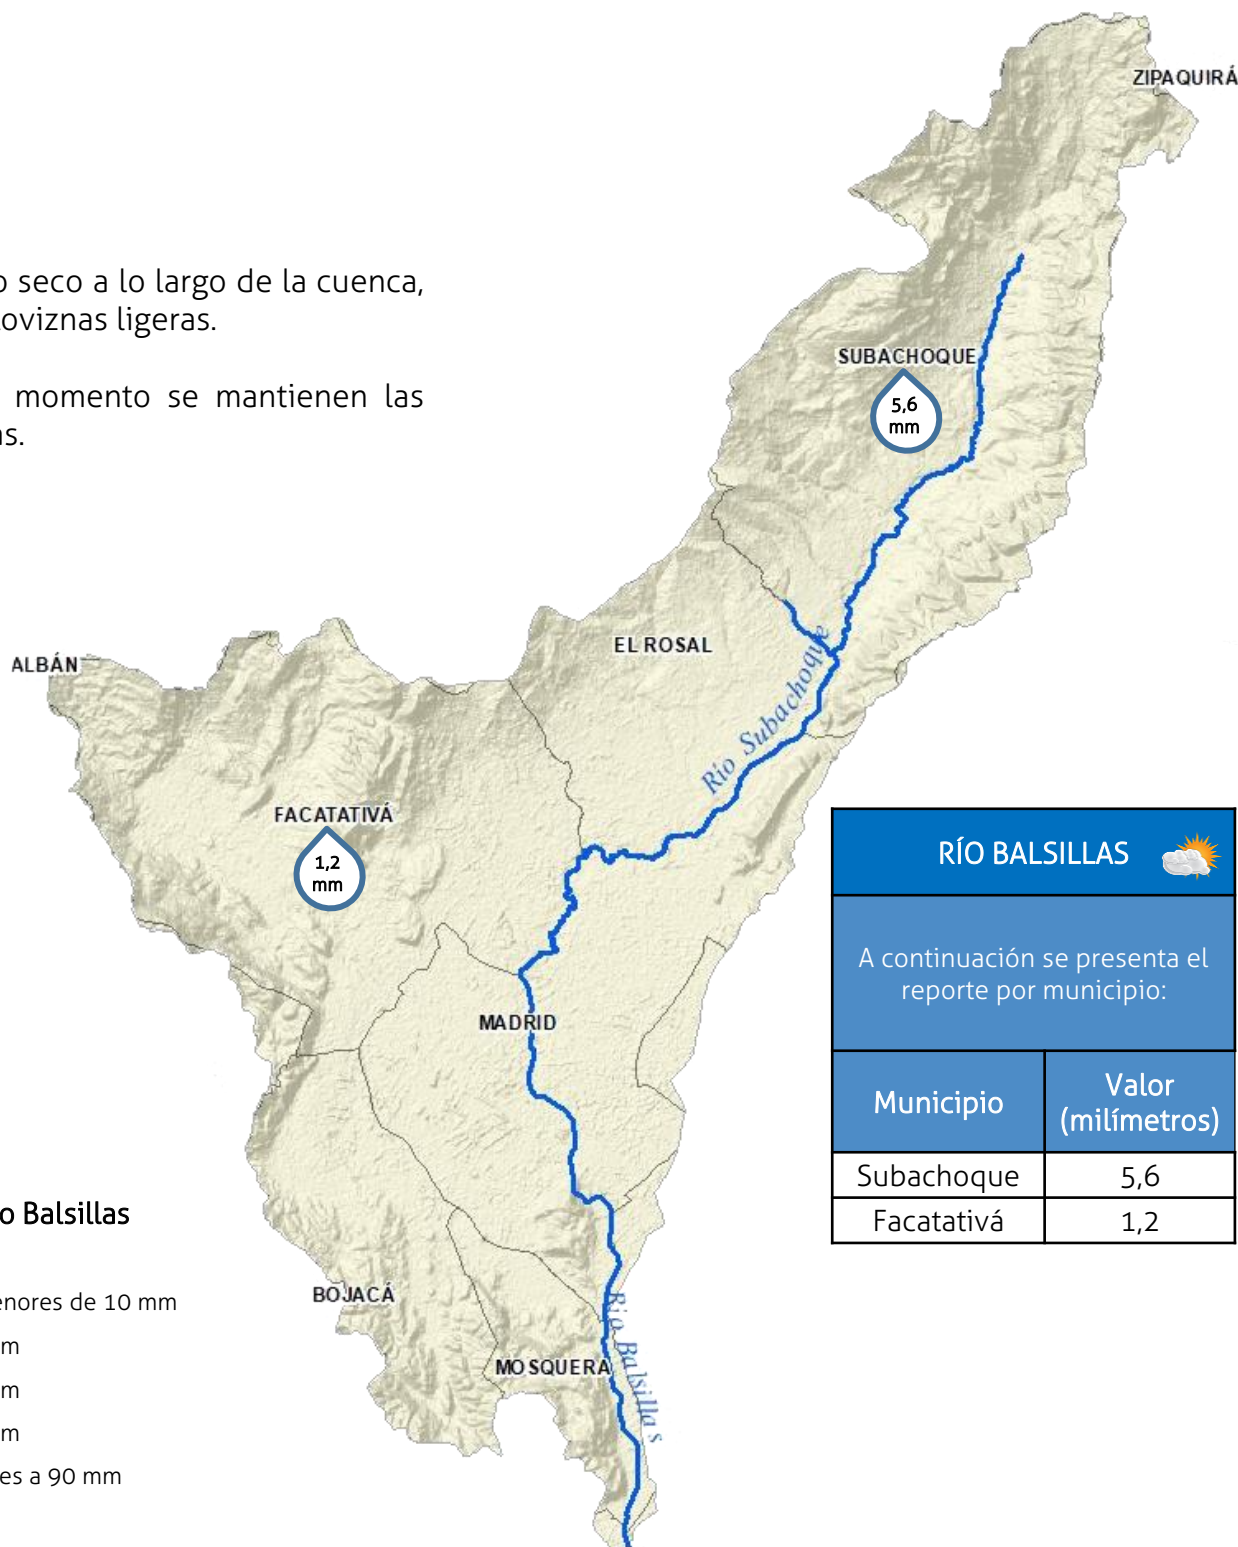 ZIPAQUIRÁ
o seco a lo largo de la cuenca,
oviznas ligeras.
momento se mantienen las
as.
SUBACHOQUE
5,6
mm
EL ROSAL
ALBÁN
Río Subachoque
FACATATIVÁ
1,2
mm
RÍO BALSILLAS
A continuación se presenta el
reporte por municipio:
MADRID
Municipio
Valor
(milímetros)
Subachoque 5,6
Facatativá 1,2
o Balsillas
enores de 10 mm
m
m
m
es a 90 mm
BOJACÁ
MOSQUERA
Río Balsillas